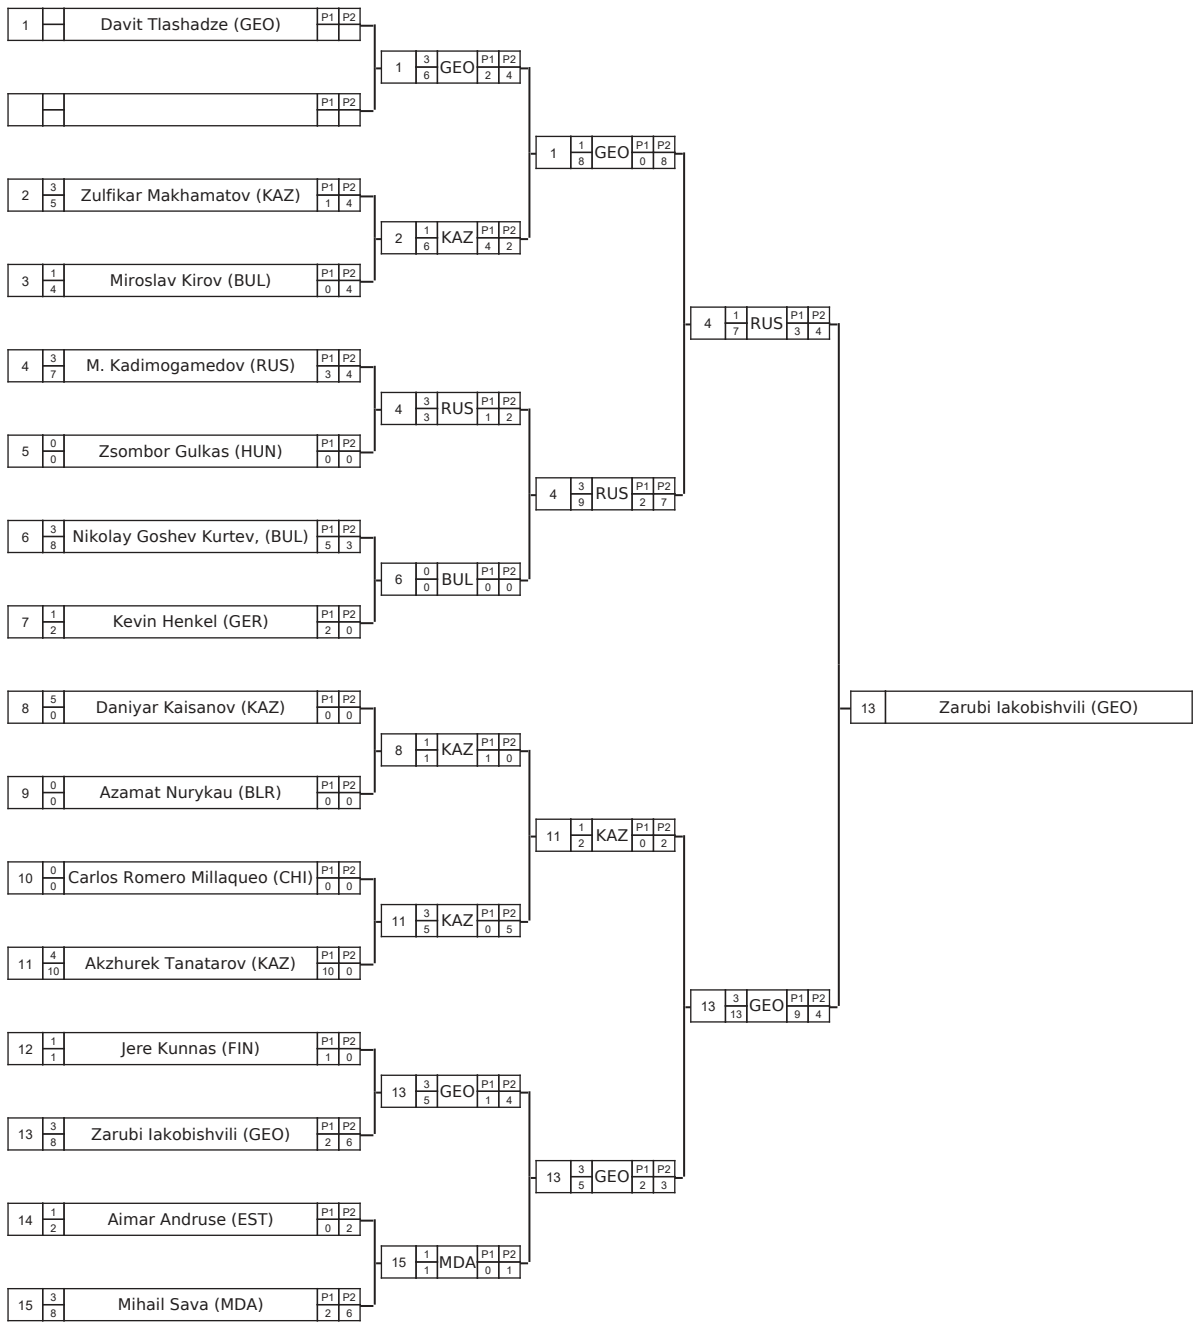 1 Davit Tlashadze (GEO) P1 P2
1 3 6 GEO P1 P2 2 4
P1 P2
1 1 8 GEO P1 P2 0 8
2 3 5 Zulfikar Makhamatov (KAZ) P1 P2 1 4
2 1 6 KAZ P1 P2 4 2
3 1 4 Miroslav Kirov (BUL) P1 P2 0 4
4 1 7 RUS P1 P2 3 4
4 3 7 M. Kadimogamedov (RUS) P1 P2 3 4
4 3 3 RUS P1 P2 1 2
5 0 0 Zsombor Gulkas (HUN) P1 P2 0 0
4 3 9 RUS P1 P2 2 7
6 3 8 Nikolay Goshev Kurtev, (BUL) P1 P2 5 3
6 0 0 BUL P1 P2 0 0
7 1 2 Kevin Henkel (GER) P1 P2 2 0
8 5 0 Daniyar Kaisanov (KAZ) P1 P2 0 0
13 Zarubi Iakobishvili (GEO)
8 1 1 KAZ P1 P2 1 0
9 0 0 Azamat Nurykau (BLR) P1 P2 0 0
11 1 2 KAZ P1 P2 0 2
10 0 0 Carlos Romero Millaqueo (CHI) P1 P2 0 0
11 3 5 KAZ P1 P2 0 5
11 4 10 Akzhurek Tanatarov (KAZ) P1 P2 10 0
13 3 13 GEO P1 P2 9 4
12 1 1 Jere Kunnas (FIN) P1 P2 1 0
13 3 5 GEO P1 P2 1 4
13 3 8 Zarubi Iakobishvili (GEO) P1 P2 2 6
13 3 5 GEO P1 P2 2 3
14 1 2 Aimar Andruse (EST) P1 P2 0 2
15 1 1 MDA P1 P2 0 1
15 3 8 Mihail Sava (MDA) P1 P2 2 6